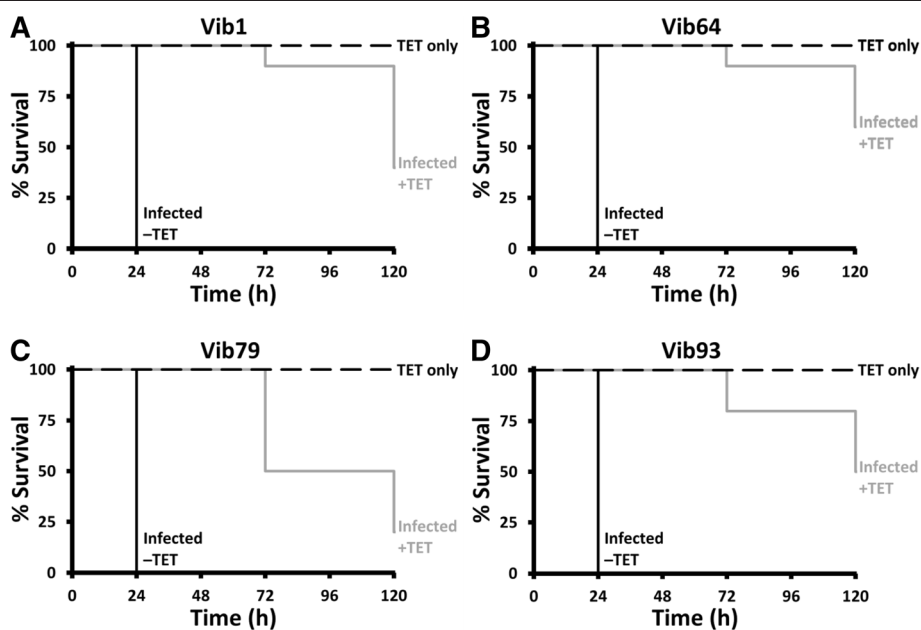 A
Vib1
100
75
50
25
0
% Survival
TET only
Infected
+TET
Infected
–TET
0 24 48 72 96 120
Time (h)
B
Vib64
100
75
50
25
0
% Survival
TET only
Infected
+TET
Infected
–TET
0 24 48 72 96 120
Time (h)
C
Vib79
100
75
50
25
0
% Survival
TET only
Infected
+TET
Infected
–TET
0 24 48 72 96 120
Time (h)
D
Vib93
100
75
50
25
0
% Survival
TET only
Infected
+TET
Infected
–TET
0 24 48 72 96 120
Time (h)